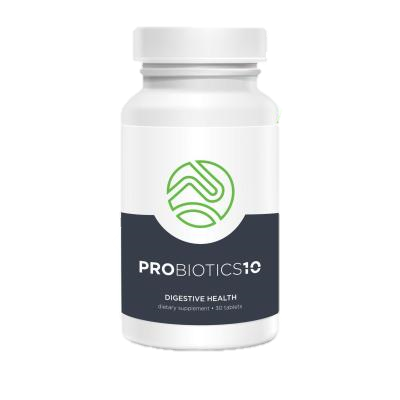 PROBIOTICS10
DIGESTIVE HEALTH
dietary supplement • 30 tablets